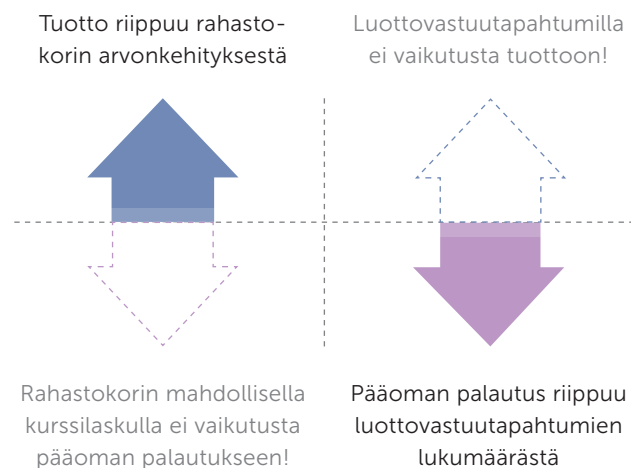 Tuotto riippuu rahasto-
korin arvonkehityksestä
Luottovastuutapahtumilla
ei vaikutusta tuottoon!
Rahastokorin mahdollisella
kurssilaskulla ei vaikutusta
pääoman palautukseen!
Pääoman palautus riippuu
luottovastuutapahtumien
lukumäärästä